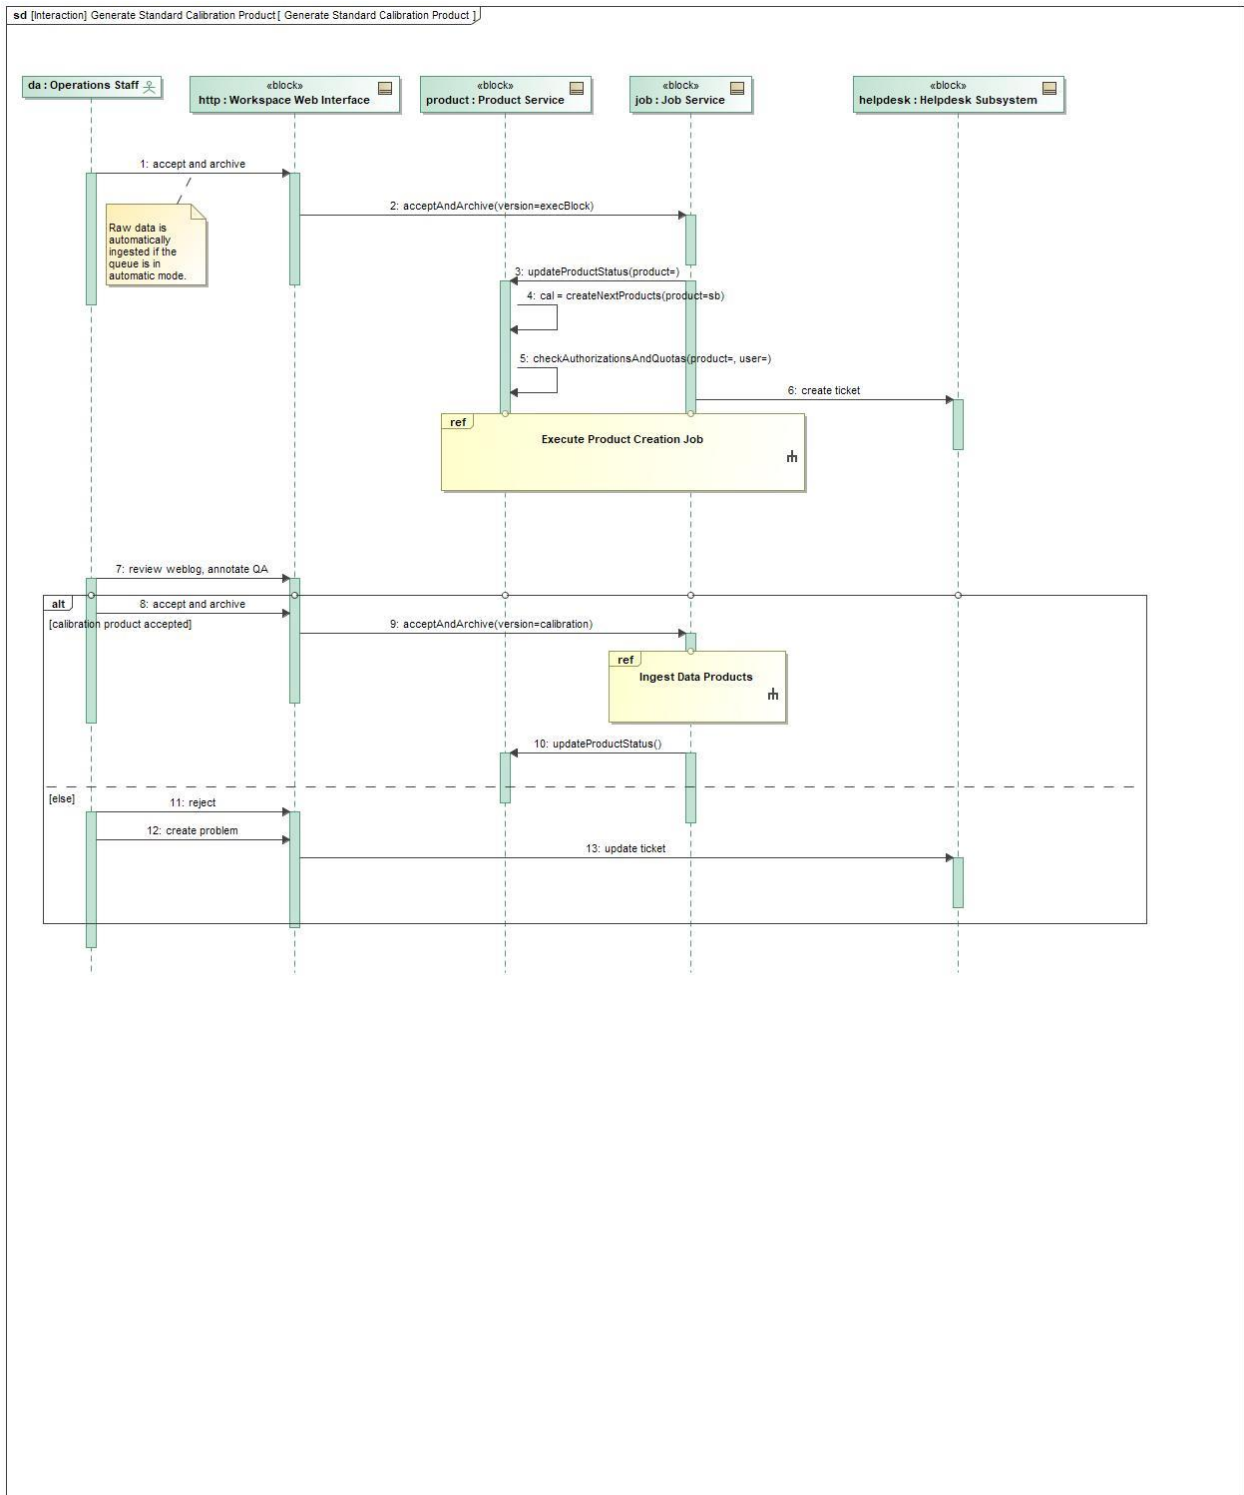 sd [Interaction] Generate Standard Calibration Product[ Generate Standard Calibration Product ]
da : Operations Staff
«block»
http : Workspace Web Interface
«block»
product : Product Service
«block»
job : Job Service
«block»
helpdesk : Helpdesk Subsystem
1: accept and archive
Raw data is
automatically
ingested if the
queue is in
automatic mode.
2: acceptAndArchive(version=execBlock)
3: updateProductStatus(product=)
4: cal = createNextProducts(product=sb)
5: checkAuthorizationsAndQuotas(product=, user=)
6: create ticket
ref
Execute Product Creation Job
7: review weblog, annotate QA
alt
8: accept and archive
[calibration product accepted]
9: acceptAndArchive(version=calibration)
ref
Ingest Data Products
10: updateProductStatus()
[else]
11: reject
12: create problem
13: update ticket